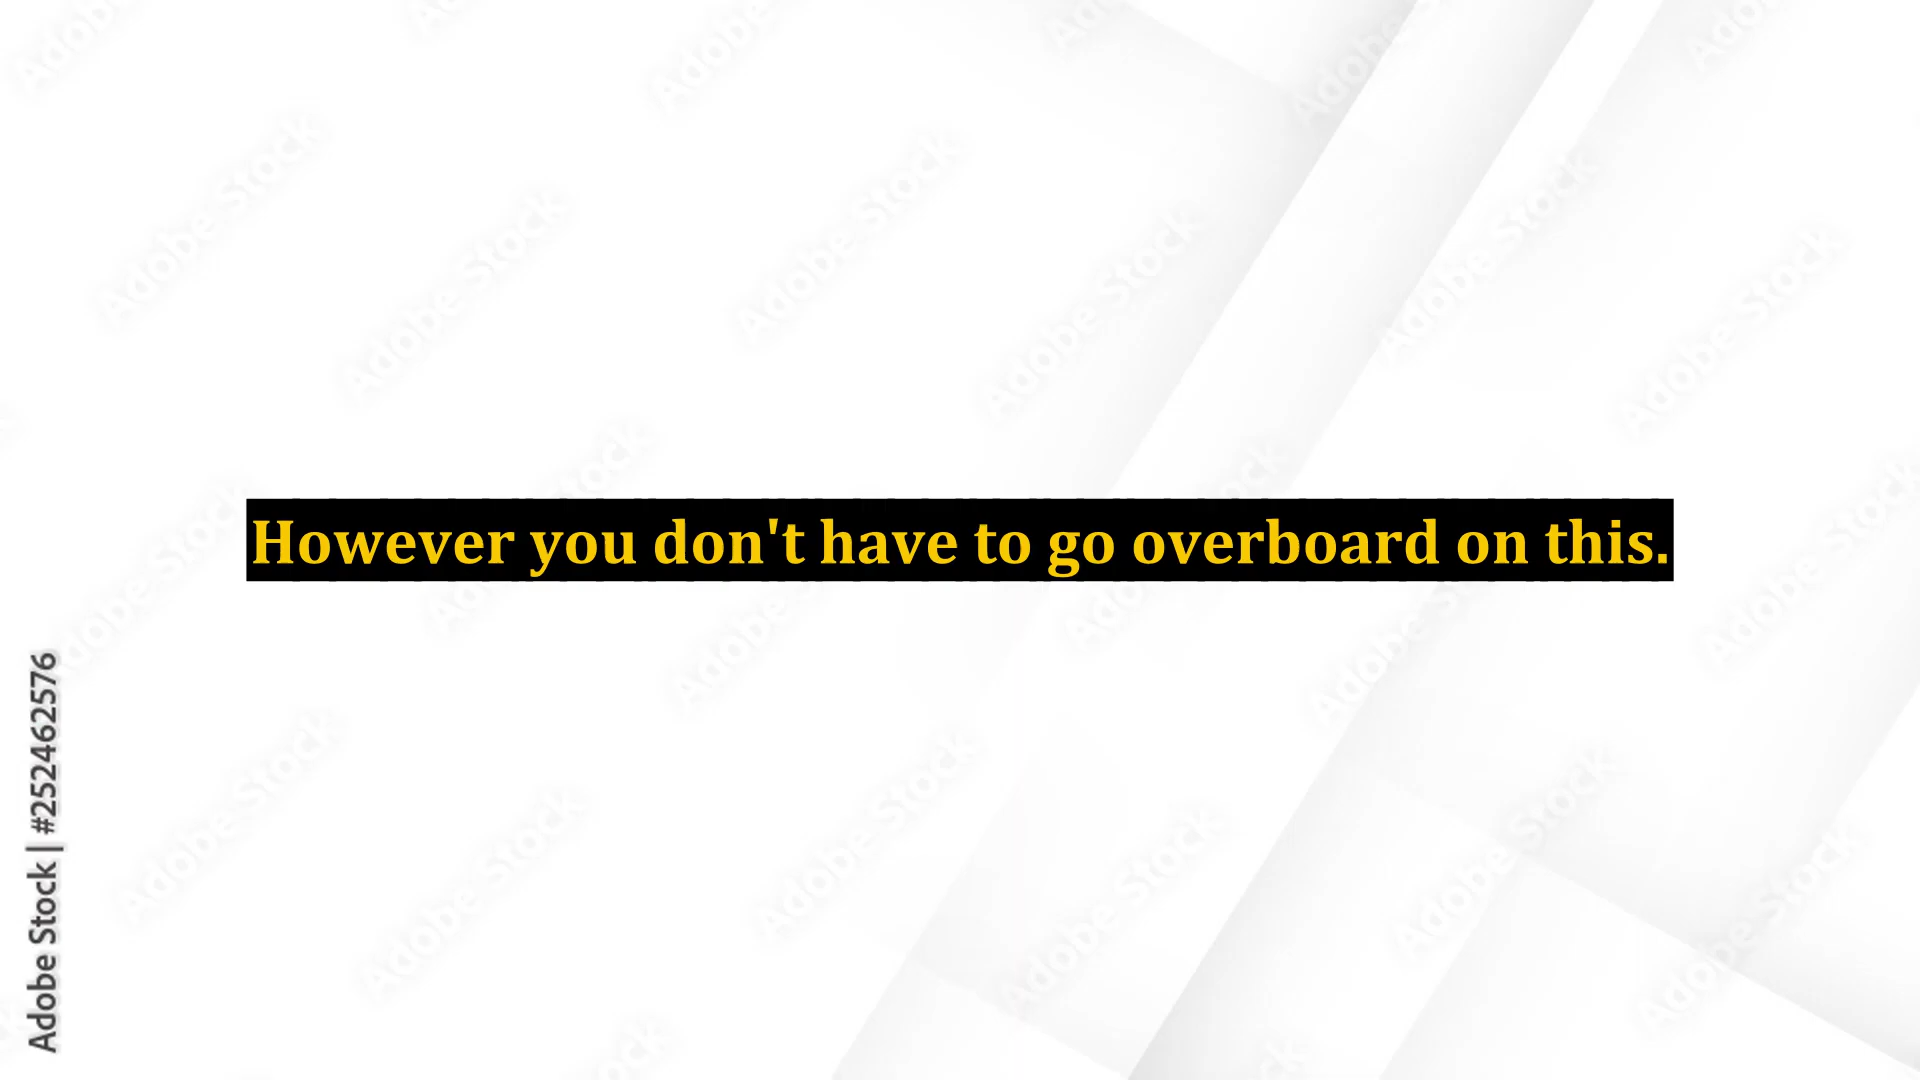 However you don't have to go overboard on this.
Adobe Stock | #252462576